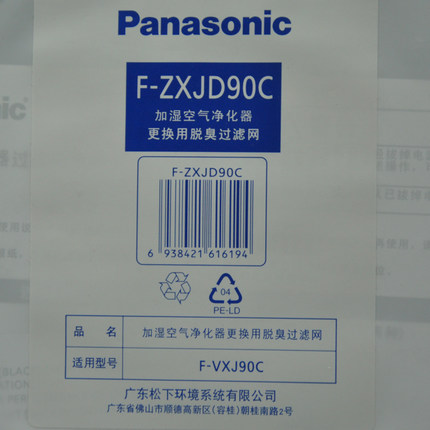 Panasonic
F-ZXJD90C
加湿空气净化器
更换用脱臭过滤网
F-ZXJD90C
6 938421 616194
04
PE-LD
品 名 加湿空气净化器更换用脱臭过滤网
适用型号 F-VXJ90C
广东松下环境系统有限公司
广东省佛山市顺德高新区(容桂)朝桂南路2号